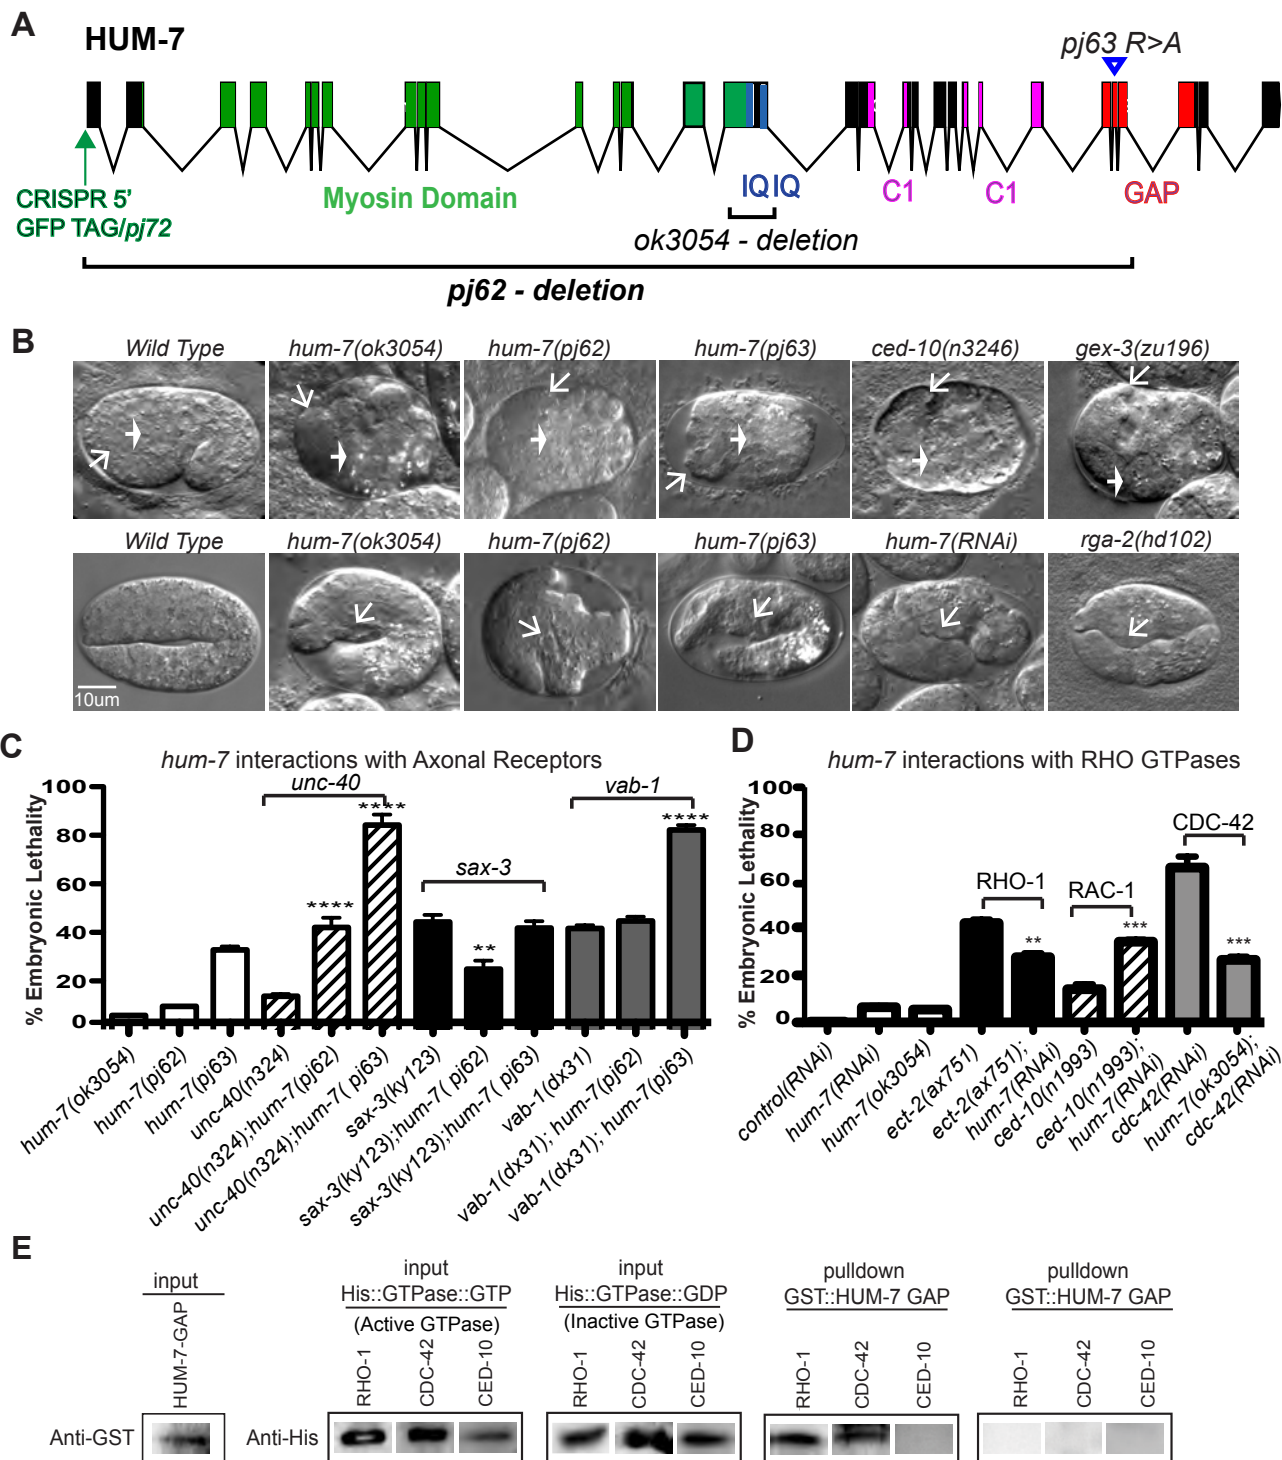 A
HUM-7
pj63 R>A
CRISPR 5'
GFP TAG/pj72
Myosin Domain
IQ IQ
C1
C1
GAP
ok3054 - deletion
pj62 - deletion
B
Wild Type
hum-7(ok3054)
hum-7(pj62)
hum-7(pj63)
ced-10(n3246)
gex-3(zu196)
Wild Type
hum-7(ok3054)
hum-7(pj62)
hum-7(pj63)
hum-7(RNAi)
rga-2(hd102)
10um
C
hum-7 interactions with Axonal Receptors
% Embryonic Lethality
100
80
60
40
20
0
unc-40
sax-3
vab-1
****
****
**
****
hum-7(ok3054)
hum-7(pj62)
hum-7(pj63)
unc-40(n324)
unc-40(n324);hum-7(pj62)
unc-40(n324);hum-7( pj63)
sax-3(ky123)
sax-3(ky123);hum-7( pj62)
sax-3(ky123);hum-7( pj63)
vab-1(dx31)
vab-1(dx31); hum-7(pj62)
vab-1(dx31); hum-7(pj63)
D
hum-7 interactions with RHO GTPases
% Embryonic Lethality
100
80
60
40
20
0
RHO-1
RAC-1
CDC-42
**
***
***
control(RNAi)
hum-7(RNAi)
hum-7(ok3054)
ect-2(ax751)
ect-2(ax751);
hum-7(RNAi)
ced-10(n1993)
ced-10(n1993);
hum-7(RNAi)
cdc-42(RNAi)
hum-7(ok3054);
cdc-42(RNAi)
E
input
HUM-7-GAP
Anti-GST
input
His::GTPase::GTP
(Active GTPase)
RHO-1
CDC-42
CED-10
Anti-His
input
His::GTPase::GDP
(Inactive GTPase)
RHO-1
CDC-42
CED-10
pulldown
GST::HUM-7 GAP
RHO-1
CDC-42
CED-10
pulldown
GST::HUM-7 GAP
RHO-1
CDC-42
CED-10